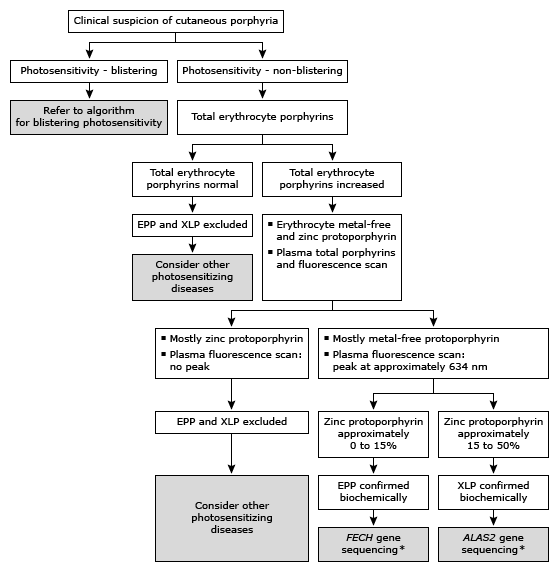 Clinical suspicion of cutaneous porphyria
Photosensitivity - blistering
Photosensitivity - non-blistering
Refer to algorithm
for blistering photosensitivity
Total erythrocyte porphyrins
Total erythrocyte
porphyrins normal
Total erythrocyte
porphyrins increased
EPP and XLP excluded
▪ Erythrocyte metal-free
and zinc protoporphyrin
▪ Plasma total porphyrins
and fluorescence scan
Consider other
photosensitizing
diseases
▪ Mostly zinc protoporphyrin
▪ Plasma fluorescence scan:
no peak
▪ Mostly metal-free protoporphyrin
▪ Plasma fluorescence scan:
peak at approximately 634 nm
EPP and XLP excluded
Zinc protoporphyrin
approximately
0 to 15%
Zinc protoporphyrin
approximately
15 to 50%
Consider other
photosensitizing
diseases
EPP confirmed
biochemically
XLP confirmed
biochemically
FECH gene
sequencing*
ALAS2 gene
sequencing*